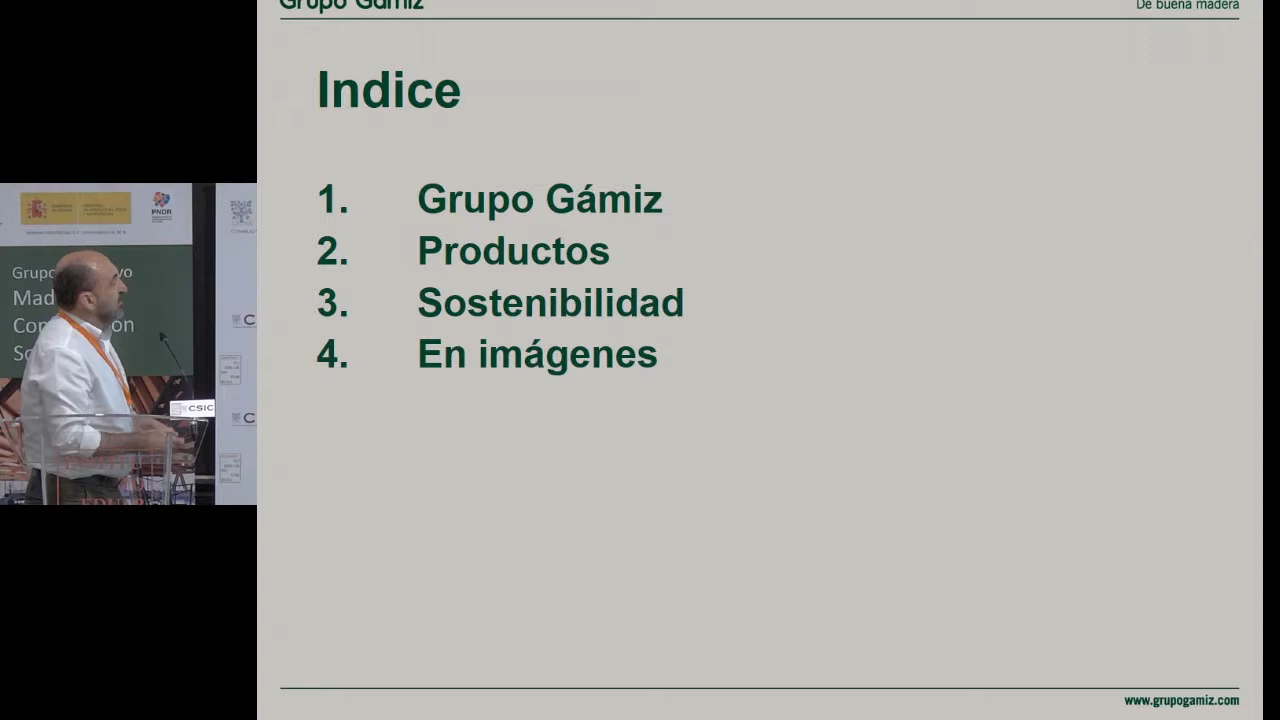 Grupo Gámiz
De buena madera
Indice
1. Grupo Gámiz
2. Productos
3. Sostenibilidad
4. En imágenes
www.grupogamiz.com
PNDR
CSIC